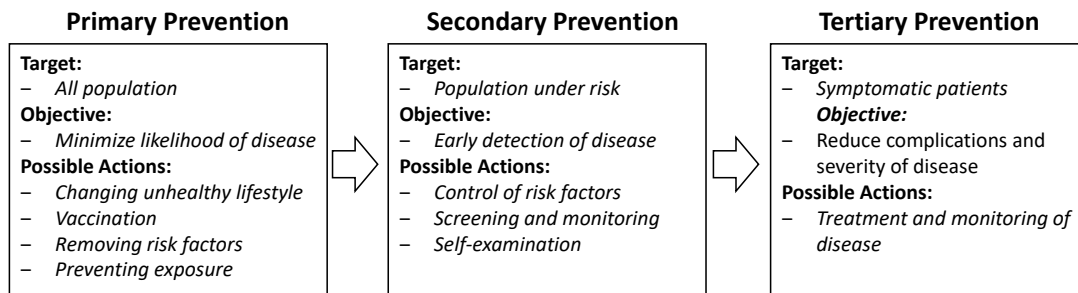 Primary Prevention
Target:
– All population
Objective:
– Minimize likelihood of disease
Possible Actions:
– Changing unhealthy lifestyle
– Vaccination
– Removing risk factors
– Preventing exposure
Secondary Prevention
Target:
– Population under risk
Objective:
– Early detection of disease
Possible Actions:
– Control of risk factors
– Screening and monitoring
– Self-examination
Tertiary Prevention
Target:
– Symptomatic patients
Objective:
– Reduce complications and
severity of disease
Possible Actions:
– Treatment and monitoring of
disease